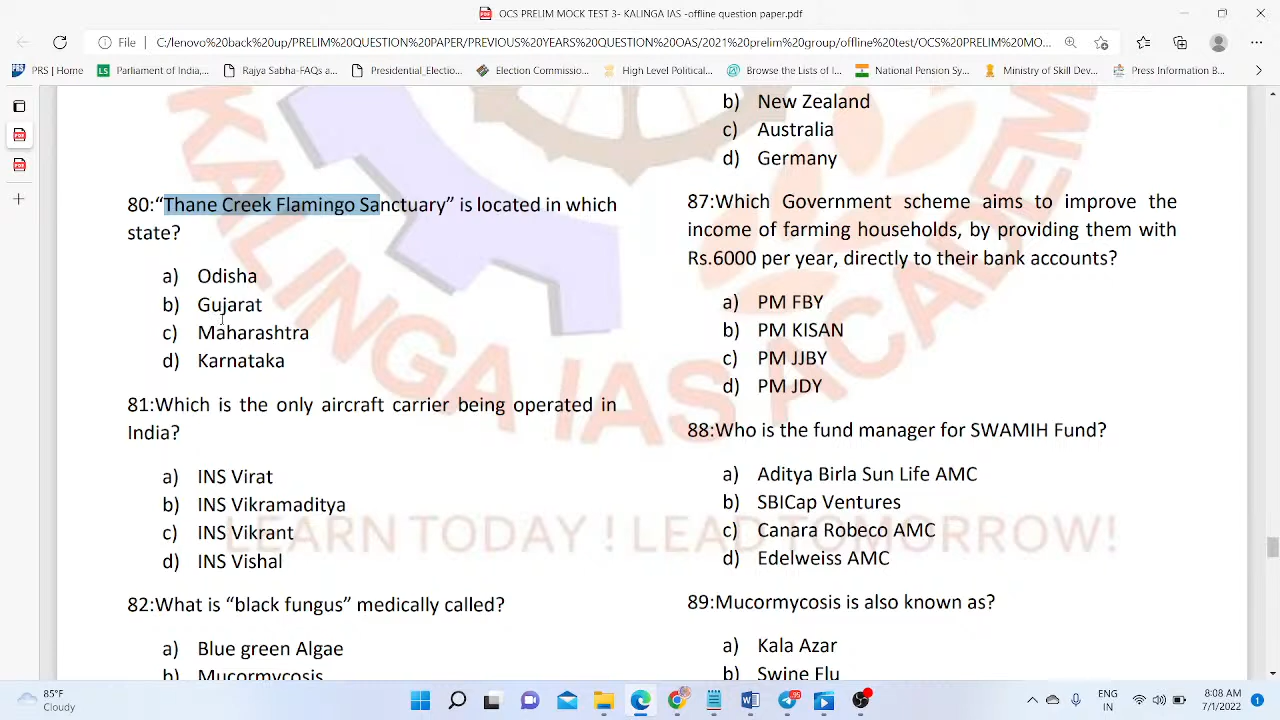 OCS PRELIM MOCK TEST 3- KALINGA IAS -offline question paper.pdf
File
C:/lenovo%20back%20up/PRELIM%20QUESTION%20PAPER/PREVIOUS%20YEARS%20QUESTION%20OAS/2021%20prelim%20group/offline%20test/OCS%20PRELIM%20MO...
PRS | Home
Parliament of India,...
Rajya Sabha-FAQs a...
Presidential_Electio...
Election Commissio...
High Level Political...
Browse the Lists of I...
National Pension Sy...
Ministry of Skill Dev...
Press Information B...
KALINGA IAS ACADEM
LEARN TODAY ! LEAD TOMORROW!
80:“Thane Creek Flamingo Sanctuary” is located in which
state?
a) Odisha
b) Gujarat
c) Maharashtra
d) Karnataka
81:Which is the only aircraft carrier being operated in
India?
a) INS Virat
b) INS Vikramaditya
c) INS Vikrant
d) INS Vishal
82:What is “black fungus” medically called?
a) Blue green Algae
b) Mucormycosis
b) New Zealand
c) Australia
d) Germany
87:Which Government scheme aims to improve the
income of farming households, by providing them with
Rs.6000 per year, directly to their bank accounts?
a) PM FBY
b) PM KISAN
c) PM JJBY
d) PM JDY
88:Who is the fund manager for SWAMIH Fund?
a) Aditya Birla Sun Life AMC
b) SBICap Ventures
c) Canara Robeco AMC
d) Edelweiss AMC
89:Mucormycosis is also known as?
a) Kala Azar
b) Swine Flu
85°F
Cloudy
95
ENG
IN
8:08 AM
7/1/2022
1